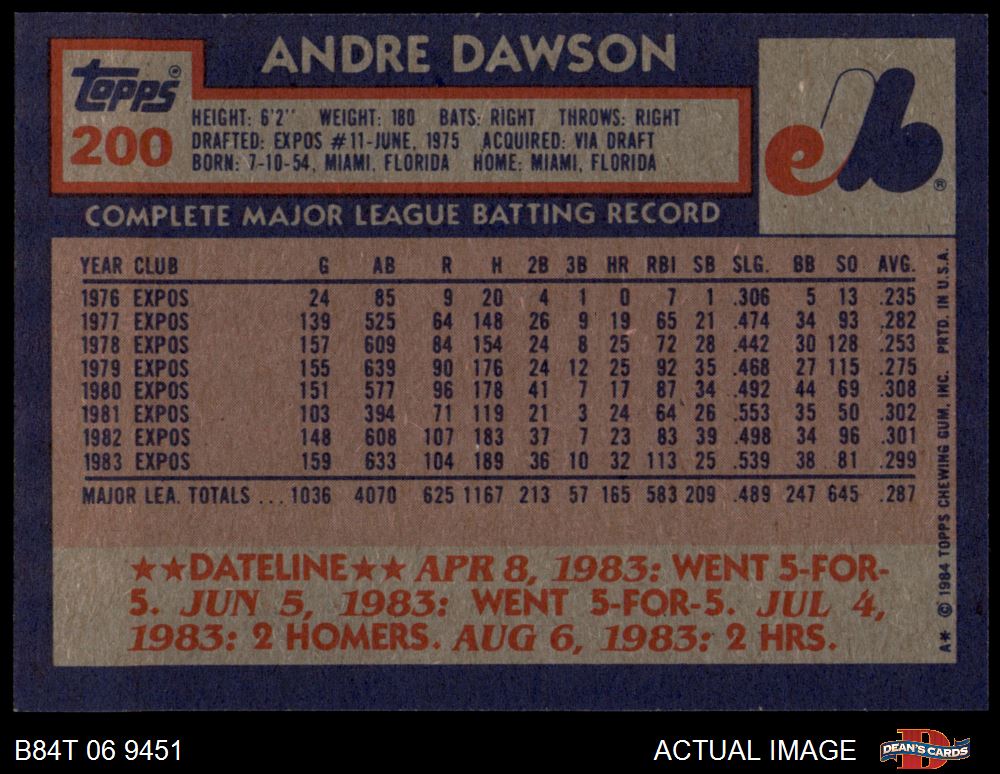 ANDRE DAWSON
Topps®
200
HEIGHT: 6'2" WEIGHT: 180 BATS: RIGHT THROWS: RIGHT
DRAFTED: EXPOS #11-JUNE, 1975 ACQUIRED: VIA DRAFT
BORN: 7-10-54, MIAMI, FLORIDA HOME: MIAMI, FLORIDA
eb®
COMPLETE MAJOR LEAGUE BATTING RECORD
YEAR CLUB G AB R H 2B 3B HR RBI SB SLG. BB SO AVG.
1976 EXPOS 24 85 9 20 4 1 0 7 1 .306 5 13 .235
1977 EXPOS 139 525 64 148 26 9 19 65 21 .474 34 93 .282
1978 EXPOS 157 609 84 154 24 8 25 72 28 .442 30 128 .253
1979 EXPOS 155 639 90 176 24 12 25 92 35 .468 27 115 .275
1980 EXPOS 151 577 96 178 41 7 17 87 34 .492 44 69 .308
1981 EXPOS 103 394 71 119 21 3 24 64 26 .553 35 50 .302
1982 EXPOS 148 608 107 183 37 7 23 83 39 .498 34 96 .301
1983 EXPOS 159 633 104 189 36 10 32 113 25 .539 38 81 .299
MAJOR LEA. TOTALS ... 1036 4070 625 1167 213 57 165 583 209 .489 247 645 .287
★★DATELINE★★ APR 8, 1983: WENT 5-FOR-
5. JUN 5, 1983: WENT 5-FOR-5. JUL 4,
1983: 2 HOMERS. AUG 6, 1983: 2 HRS.
A* © 1984 TOPPS CHEWING GUM, INC. PRTD. IN U.S.A.
B84T 06 9451
ACTUAL IMAGE
DEAN'S CARDS